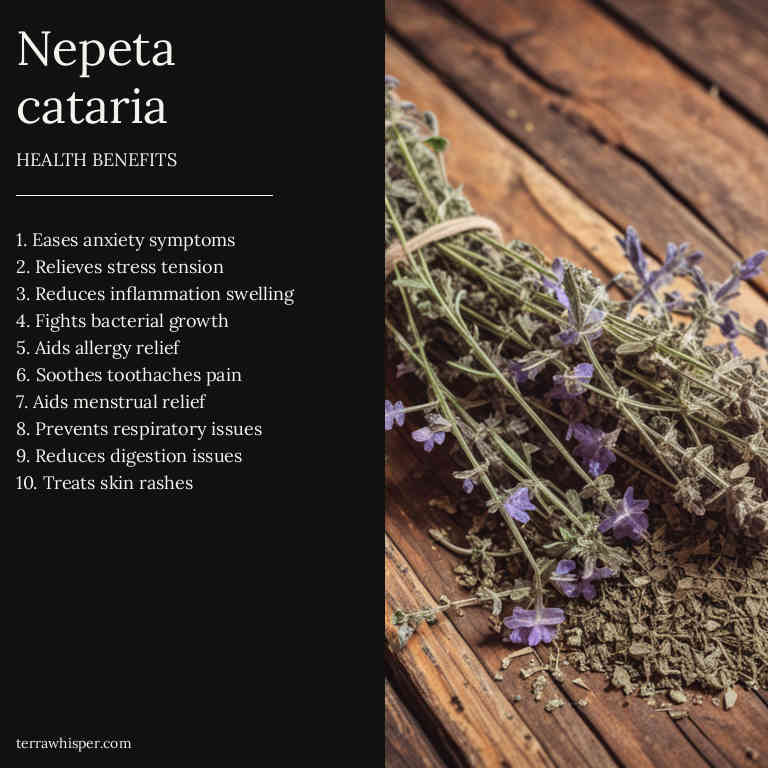 Nepeta
cataria
HEALTH BENEFITS
1. Eases anxiety symptoms
2. Relieves stress tension
3. Reduces inflammation swelling
4. Fights bacterial growth
5. Aids allergy relief
6. Soothes toothaches pain
7. Aids menstrual relief
8. Prevents respiratory issues
9. Reduces digestion issues
10. Treats skin rashes
terrawhisper.com